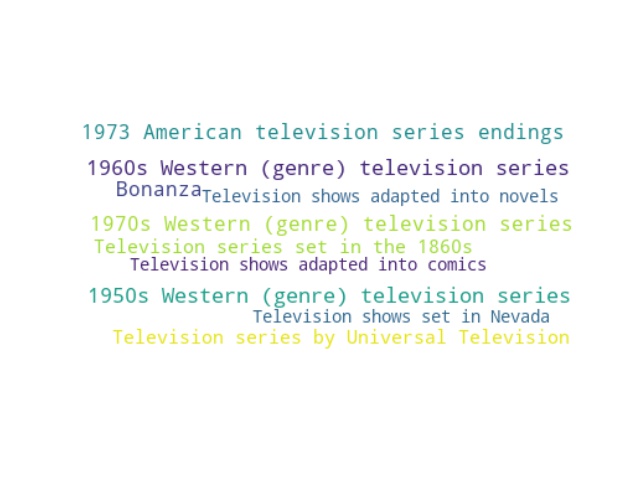 1973 American television series endings
1960s Western (genre) television series
Bonanza
Television shows adapted into novels
1970s Western (genre) television series
Television series set in the 1860s
Television shows adapted into comics
1950s Western (genre) television series
Television shows set in Nevada
Television series by Universal Television